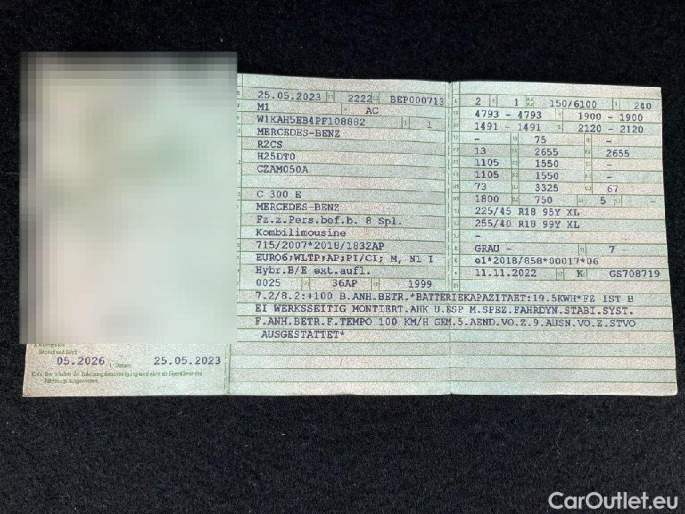 25.05.2023 2222 BEP000713
M1 - AC
W1KAH5EB4PF108882 1
MERCEDES-BENZ
R2CS
H25DT0
CZAM050A
C 300 E
MERCEDES-BENZ
Fz.z.Pers.bef.b. 8 Spl.
Kombilimousine
715/2007*2018/1832AP
EURO6;WLTP;AP;PI/CI; M, N1 I
Hybr.B/E ext.aufl.
0025 36AP 1999
2 1 150/6100 240
4793 - 4793 1900 - 1900
1491 - 1491 2120 - 2120
- 75 -
13 2655 2655
1105 1550
1105 1550
73 3325 67
1800 750 5 -
225/45 R18 95Y XL
255/40 R18 99Y XL
-
GRAU - 7
e1*2018/858*00017*06
11.11.2022 K GS708719
7.2/8.2:+100 B.ANH.BETR.*BATTERIEKAPAZITAET:19.5KWH*FZ IST B
EI WERKSSEITIG MONTIERT.AHK U.ESP M.SPEZ.FAHRDYN.STABI.SYST.
F.ANH.BETR.F.TEMPO 100 KM/H GEM.5.AEND.VO.Z.9.AUSN.VO.Z.STVO
AUSGESTATTET*
05.2026 25.05.2023
CarOutlet.eu